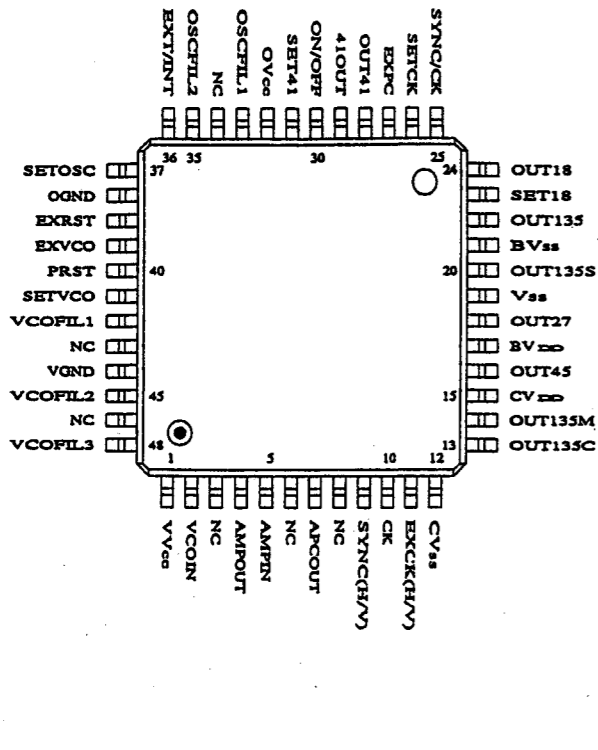 EXT/INT
OSCFIL2
NC
OSCFIL1
OVcc
SET41
ON/OFF
41OUT
OUT41
EXPC
SETCK
SYNC/CK
36 35 30 25
SETOSC 37 24 OUT18
OGND SET18
EXRST OUT135
EXVCO BVss
PRST 40 20 OUT135S
SETVCO Vss
VCOFIL1 OUT27
NC BVDD
VGND OUT45
VCOFIL2 45 15 CVDD
NC OUT135M
VCOFIL3 48 13 OUT135C
1 5 10 12
VVcc
VCOIN
NC
AMPOUT
AMPIN
NC
APCOUT
NC
SYNC(H/V)
CK
EXCK(H/V)
CVss